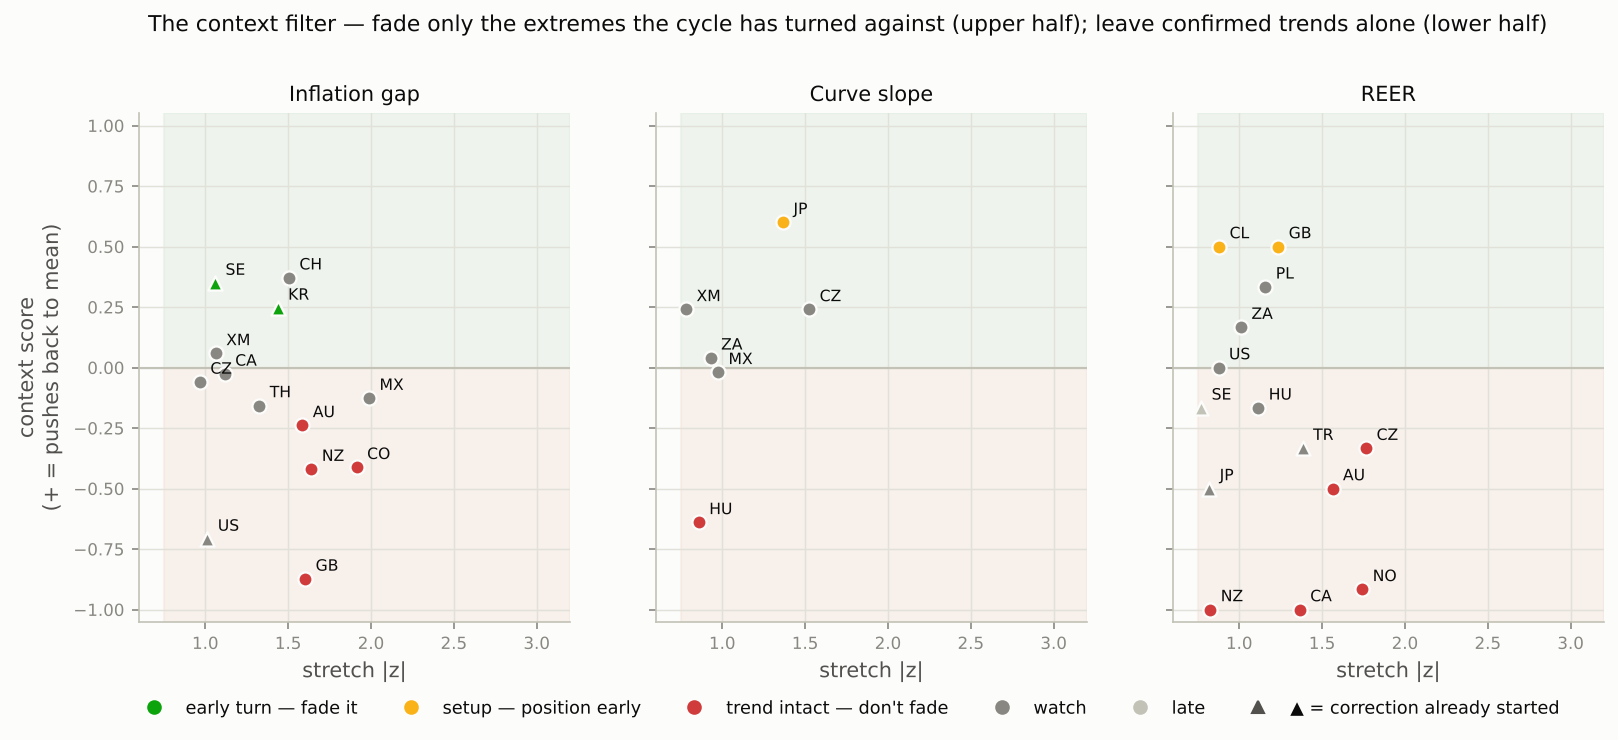 The context filter — fade only the extremes the cycle has turned against (upper half); leave confirmed trends alone (lower half)
Inflation gap
Curve slope
REER
context score
(+ = pushes back to mean)
1.00
0.75
0.50
0.25
0.00
−0.25
−0.50
−0.75
−1.00
SE
CH
KR
XM
CA
CZ
TH
MX
AU
NZ
CO
US
GB
1.0 1.5 2.0 2.5 3.0
stretch |z|
JP
XM
CZ
ZA
MX
HU
1.0 1.5 2.0 2.5 3.0
stretch |z|
CL
GB
PL
ZA
US
SE
HU
TR
CZ
JP
AU
NO
NZ
CA
1.0 1.5 2.0 2.5 3.0
stretch |z|
early turn — fade it
setup — position early
trend intact — don't fade
watch
late
▲ = correction already started